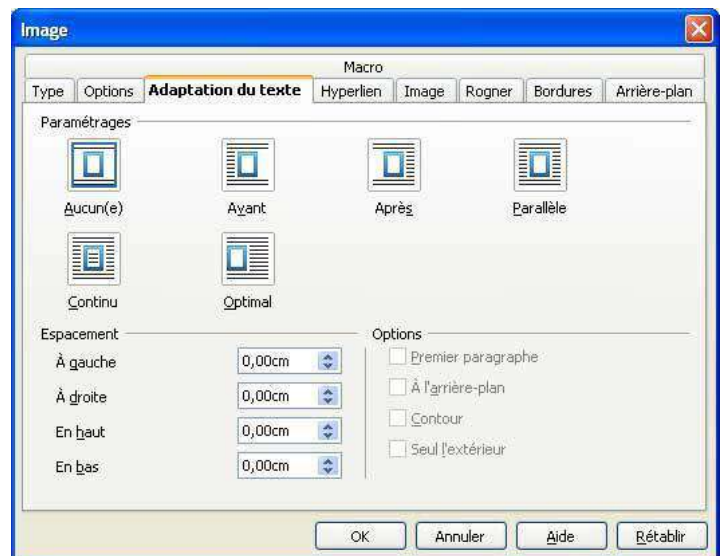 Image
Macro
Type Options Adaptation du texte Hyperlien Image Rogner Bordures Arrière-plan
Paramétrages
Aucun(e) Avant Après Parallèle
Continu Optimal
Espacement Options
À gauche 0,00cm Premier paragraphe
À droite 0,00cm À l'arrière-plan
En haut 0,00cm Contour
En bas 0,00cm Seul l'extérieur
OK Annuler Aide Rétablir